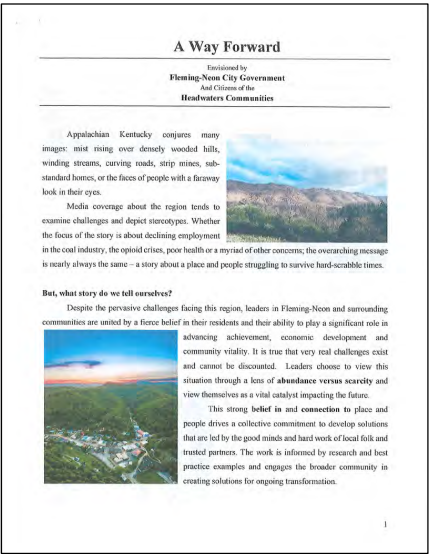 A Way Forward
Envisioned by
Fleming-Neon City Government
And Citizens of the
Headwaters Communities
Appalachian Kentucky conjures many
images: mist rising over densely wooded hills,
winding streams, curving roads, strip mines, sub-
standard homes, or the faces of people with a faraway
look in their eyes.
Media coverage about the region tends to
examine challenges and depict stereotypes. Whether
the focus of the story is about declining employment
in the coal industry, the opioid crises, poor health or a myriad of other concerns; the overarching message
is nearly always the same – a story about a place and people struggling to survive hard-scrabble times.
But, what story do we tell ourselves?
Despite the pervasive challenges facing this region, leaders in Fleming-Neon and surrounding
communities are united by a fierce belief in their residents and their ability to play a significant role in
advancing achievement, economic development and
community vitality. It is true that very real challenges exist
and cannot be discounted. Leaders choose to view this
situation through a lens of abundance versus scarcity and
view themselves as a vital catalyst impacting the future.
This strong belief in and connection to place and
people drives a collective commitment to develop solutions
that are led by the good minds and hard work of local folk and
trusted partners. The work is informed by research and best
practice examples and engages the broader community in
creating solutions for ongoing transformation.
1